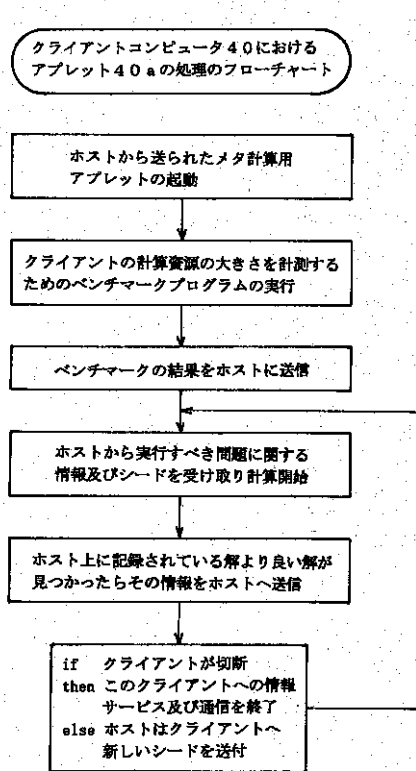 クライアントコンピュータ40における
アプレット40aの処理のフローチャート
ホストから送られたメタ計算用
アプレットの起動
クライアントの計算資源の大きさを計測する
ためのベンチマークプログラムの実行
ベンチマークの結果をホストに送信
ホストから実行すべき問題に関する
情報及びシードを受け取り計算開始
ホスト上に記録されている解より良い解が
見つかったらその情報をホストへ送信
if クライアントが切断
then このクライアントへの情報
サービス及び通信を終了
else ホストはクライアントへ
新しいシードを送付